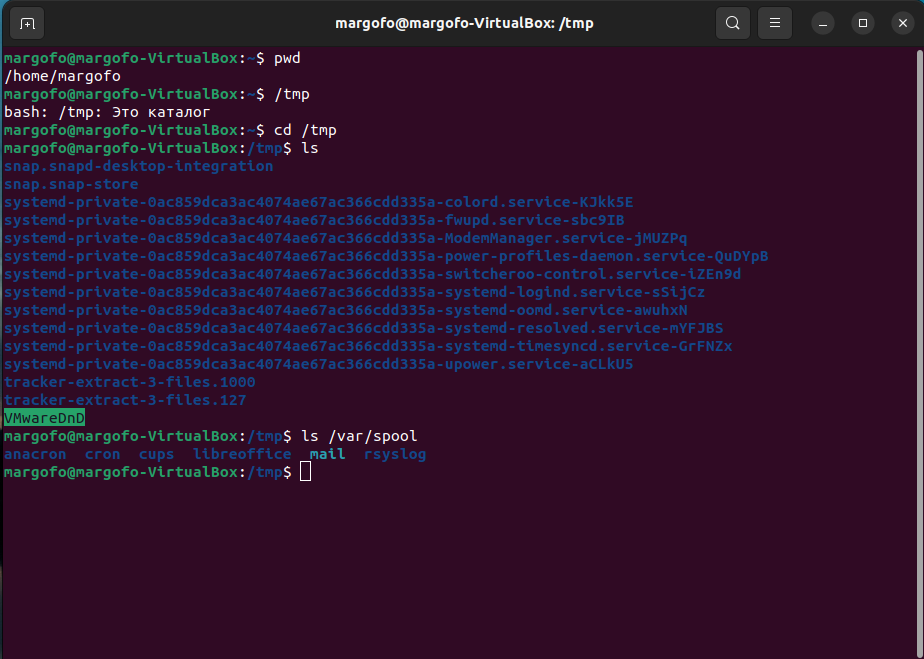 margofo@margofo-VirtualBox: /tmp
margofo@margofo-VirtualBox:~$ pwd
/home/margofo
margofo@margofo-VirtualBox:~$ /tmp
bash: /tmp: Это каталог
margofo@margofo-VirtualBox:~$ cd /tmp
margofo@margofo-VirtualBox:/tmp$ ls
snap.snapd-desktop-integration
snap.snap-store
systemd-private-0ac859dca3ac4074ae67ac366cdd335a-colord.service-KJkk5E
systemd-private-0ac859dca3ac4074ae67ac366cdd335a-fwupd.service-sbc9IB
systemd-private-0ac859dca3ac4074ae67ac366cdd335a-ModemManager.service-jMUZPq
systemd-private-0ac859dca3ac4074ae67ac366cdd335a-power-profiles-daemon.service-QuDYpB
systemd-private-0ac859dca3ac4074ae67ac366cdd335a-switcheroo-control.service-iZEn9d
systemd-private-0ac859dca3ac4074ae67ac366cdd335a-systemd-logind.service-sSijCz
systemd-private-0ac859dca3ac4074ae67ac366cdd335a-systemd-oomd.service-awuhxN
systemd-private-0ac859dca3ac4074ae67ac366cdd335a-systemd-resolved.service-mYFJBS
systemd-private-0ac859dca3ac4074ae67ac366cdd335a-systemd-timesyncd.service-GrFNZx
systemd-private-0ac859dca3ac4074ae67ac366cdd335a-upower.service-aCLkU5
tracker-extract-3-files.1000
tracker-extract-3-files.127
VMwareDnD
margofo@margofo-VirtualBox:/tmp$ ls /var/spool
anacron  cron  cups  libreoffice  mail  rsyslog
margofo@margofo-VirtualBox:/tmp$